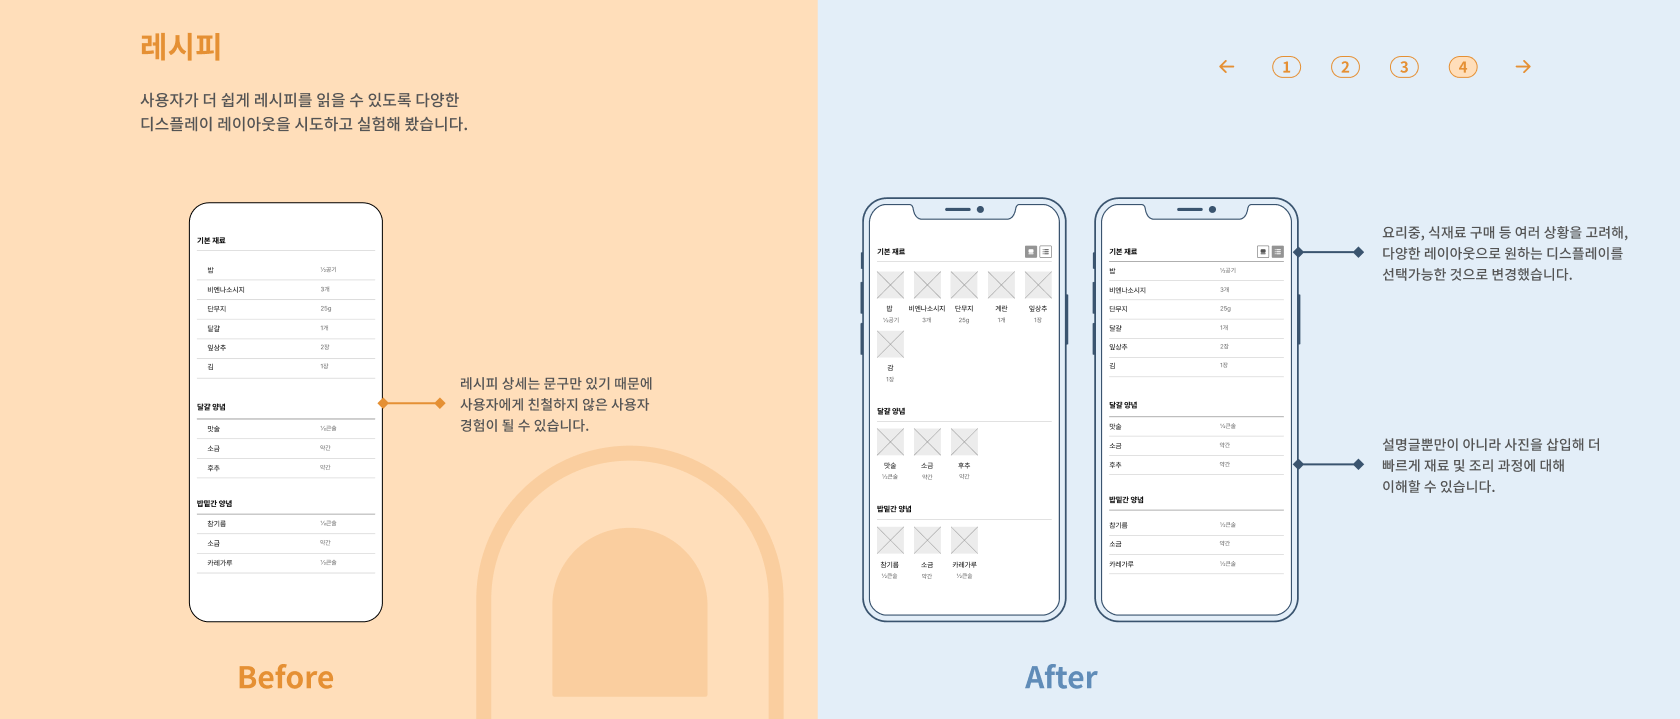 레시피
사용자가 더 쉽게 레시피를 읽을 수 있도록 다양한
디스플레이 레이아웃을 시도하고 실험해 봤습니다.
기본 재료
밥 ½공기
비엔나소시지 3개
단무지 25g
달걀 1개
잎상추 2장
김 1장
달걀 양념
맛술 ½큰술
소금 약간
후추 약간
밥밑간 양념
참기름 ½큰술
소금 약간
카레가루 ½큰술
레시피 상세는 문구만 있기 때문에
사용자에게 친철하지 않은 사용자
경험이 될 수 있습니다.
Before
1 2 3 4
기본 재료
밥 비엔나소시지 단무지 계란 잎상추
½공기 3개 25g 1개 1장
김
1장
달걀 양념
맛술 소금 후추
½큰술 약간 약간
밥밑간 양념
참기름 소금 카레가루
½큰술 약간 ½큰술
기본 재료
밥 ½공기
비엔나소시지 3개
단무지 25g
달걀 1개
잎상추 2장
김 1장
달걀 양념
맛술 ½큰술
소금 약간
후추 약간
밥밑간 양념
참기름 ½큰술
소금 약간
카레가루 ½큰술
요리중, 식재료 구매 등 여러 상황을 고려해,
다양한 레이아웃으로 원하는 디스플레이를
선택가능한 것으로 변경했습니다.
설명글뿐만이 아니라 사진을 삽입해 더
빠르게 재료 및 조리 과정에 대해
이해할 수 있습니다.
After